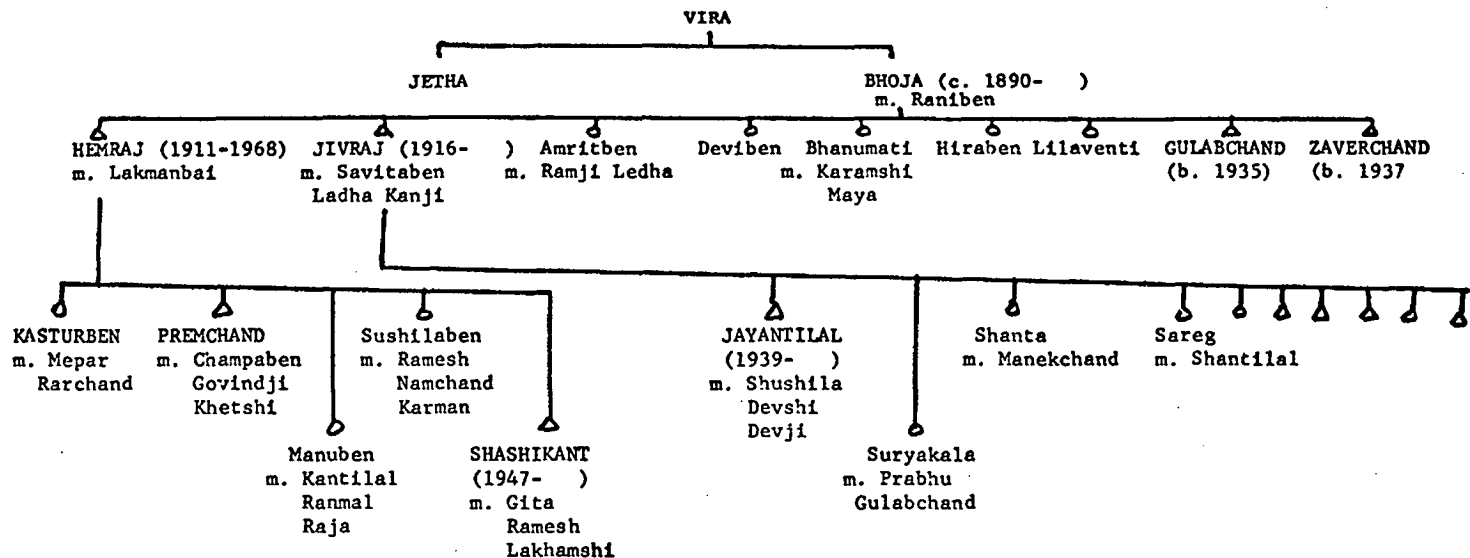 VIRA
JETHA
BHOJA (c. 1890- )
m. Raniben
HEMRAJ (1911-1968)
m. Lakmanbai
JIVRAJ (1916- )
m. Savitaben
Ladha Kanji
Amritben
m. Ramji Ledha
Deviben
Bhanumati
m. Karamshi
Maya
Hiraben
Lilaventi
GULABCHAND
(b. 1935)
ZAVERCHAND
(b. 1937
KASTURBEN
m. Mepar
Rarchand
PREMCHAND
m. Champaben
Govindji
Khetshi
Manuben
m. Kantilal
Ranmal
Raja
Sushilaben
m. Ramesh
Namchand
Karman
SHASHIKANT
(1947- )
m. Gita
Ramesh
Lakhamshi
JAYANTILAL
(1939- )
m. Shushila
Devshi
Devji
Suryakala
m. Prabhu
Gulabchand
Shanta
m. Manekchand
Sareg
m. Shantilal